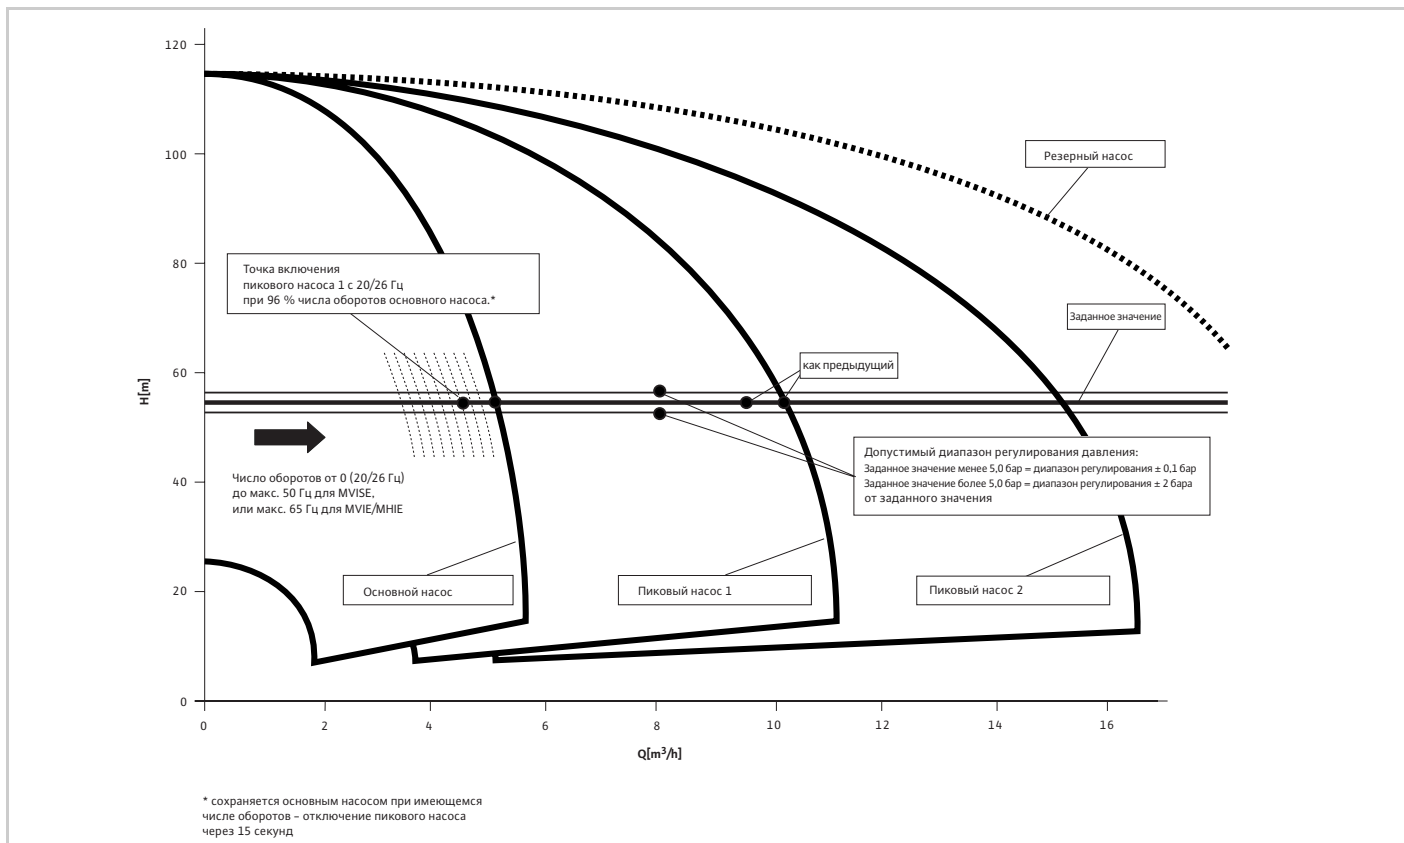 120
100
80
60
40
20
0
H[m]
Резерный насос
Точка включения
пикового насоса 1 с 20/26 Гц
при 96 % числа оборотов основного насоса.*
Заданное значение
как предыдущий
Допустимый диапазон регулирования давления:
Заданное значение менее 5,0 бар = диапазон регулирования ± 0,1 бар
Заданное значение более 5,0 бар = диапазон регулирования ± 2 бара
от заданного значения
Число оборотов от 0 (20/26 Гц)
до макс. 50 Гц для MVISE,
или макс. 65 Гц для MVIE/MHIE
Основной насос
Пиковый насос 1
Пиковый насос 2
0 2 4 6 8 10 12 14 16
Q[m³/h]
* сохраняется основным насосом при имеющемся
числе оборотов – отключение пикового насоса
через 15 секунд